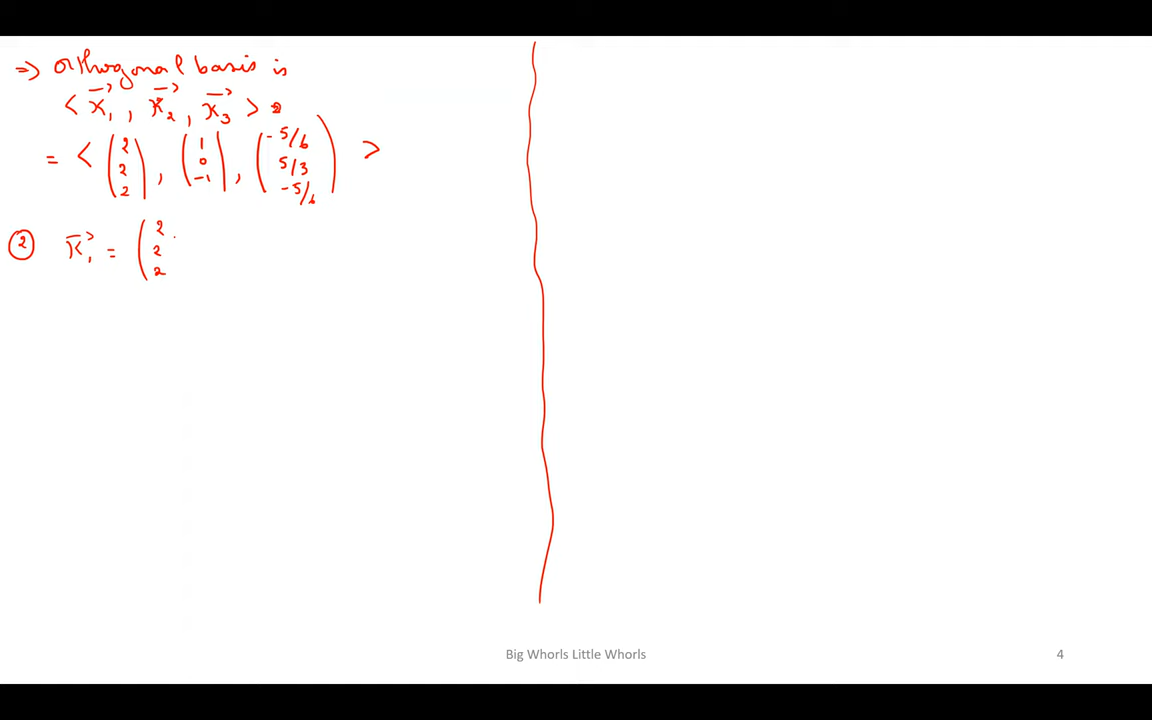 ⇒ Orthogonal basis is
< K⃗₁, K⃗₂, K⃗₃ >
= < (2 2 2), (1 0 -1), (-5/6 5/3 -5/6) >
② K⃗₁ = (2 2 2
Big Whorls Little Whorls
4